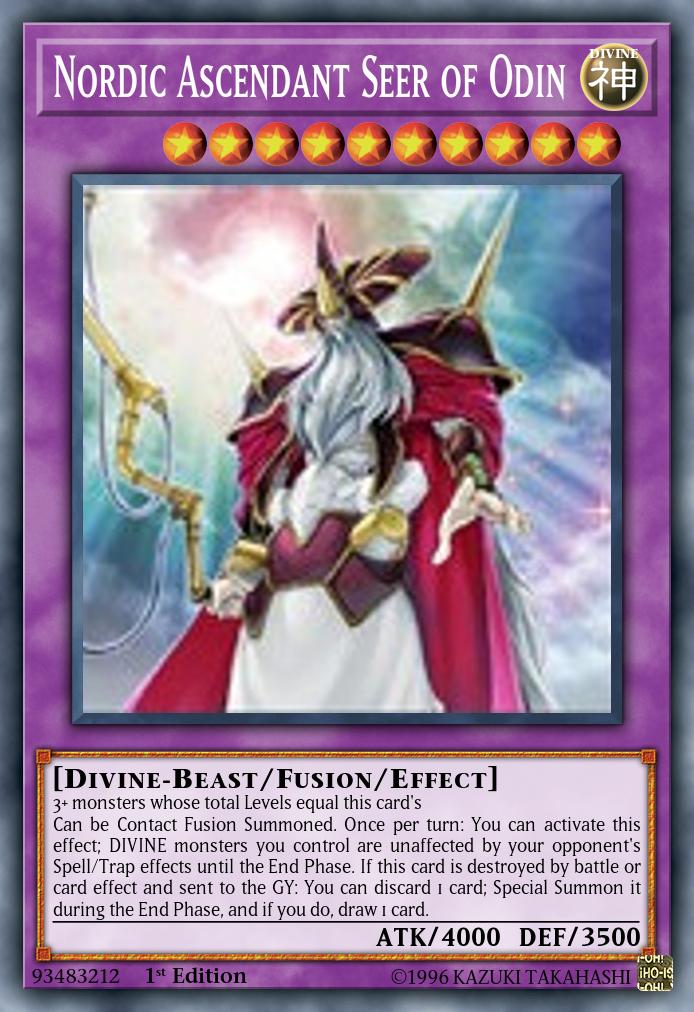 NORDIC ASCENDANT SEER OF ODIN
DIVINE
神
[DIVINE-BEAST/FUSION/EFFECT]
3+ monsters whose total Levels equal this card's
Can be Contact Fusion Summoned. Once per turn: You can activate this
effect; DIVINE monsters you control are unaffected by your opponent's
Spell/Trap effects until the End Phase. If this card is destroyed by battle or
card effect and sent to the GY: You can discard 1 card; Special Summon it
during the End Phase, and if you do, draw 1 card.
ATK/4000 DEF/3500
93483212 1st Edition ©1996 KAZUKI TAKAHASHI